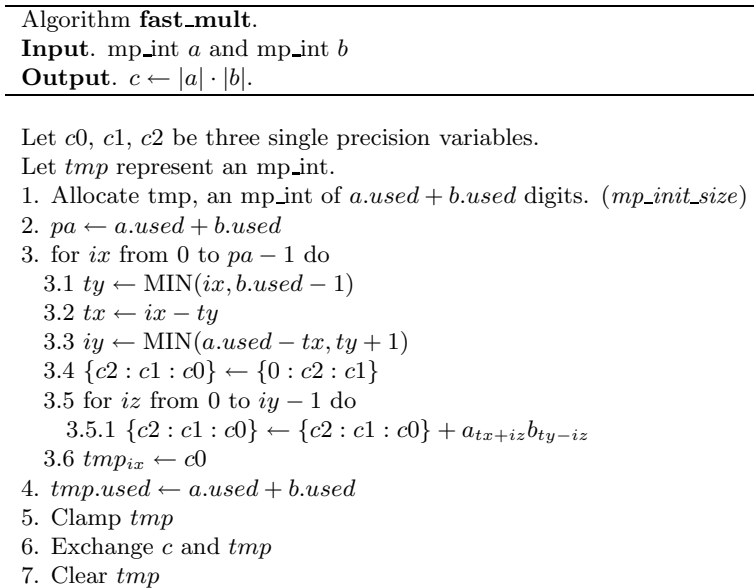 Algorithm fast_mult.
Input. mp_int a and mp_int b
Output. c ← |a| · |b|.
Let c0, c1, c2 be three single precision variables.
Let tmp represent an mp_int.
1. Allocate tmp, an mp_int of a.used + b.used digits. (mp_init_size)
2. pa ← a.used + b.used
3. for ix from 0 to pa − 1 do
3.1 ty ← MIN(ix, b.used − 1)
3.2 tx ← ix − ty
3.3 iy ← MIN(a.used − tx, ty + 1)
3.4 {c2 : c1 : c0} ← {0 : c2 : c1}
3.5 for iz from 0 to iy − 1 do
3.5.1 {c2 : c1 : c0} ← {c2 : c1 : c0} + a_{tx+iz}b_{ty−iz}
3.6 tmp_{ix} ← c0
4. tmp.used ← a.used + b.used
5. Clamp tmp
6. Exchange c and tmp
7. Clear tmp